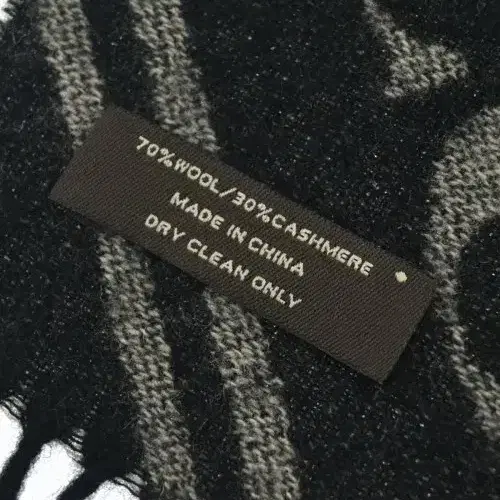 70%WOOL/30%CASHMERE
MADE IN CHINA
DRY CLEAN ONLY